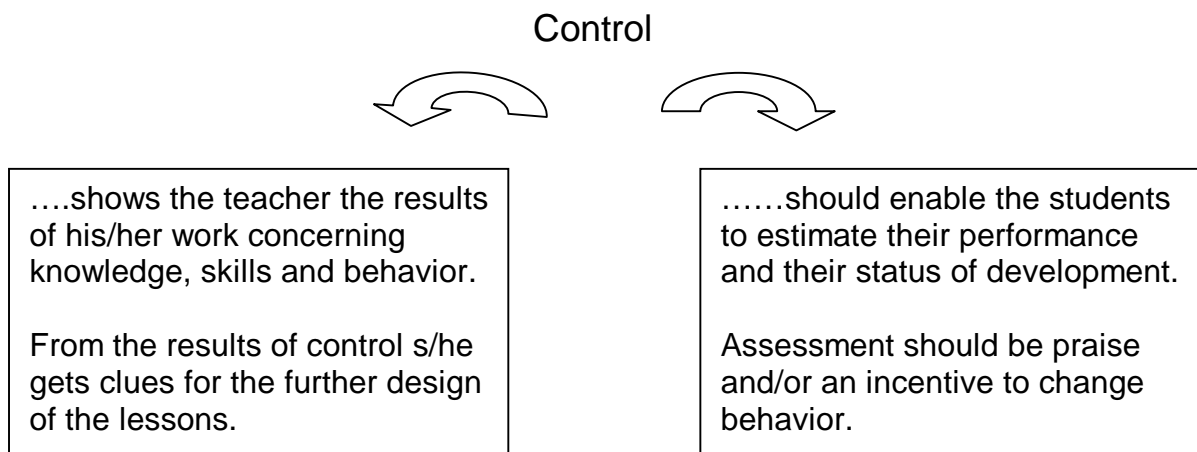 Control
….shows the teacher the results
of his/her work concerning
knowledge, skills and behavior.
From the results of control s/he
gets clues for the further design
of the lessons.
……should enable the students
to estimate their performance
and their status of development.
Assessment should be praise
and/or an incentive to change
behavior.